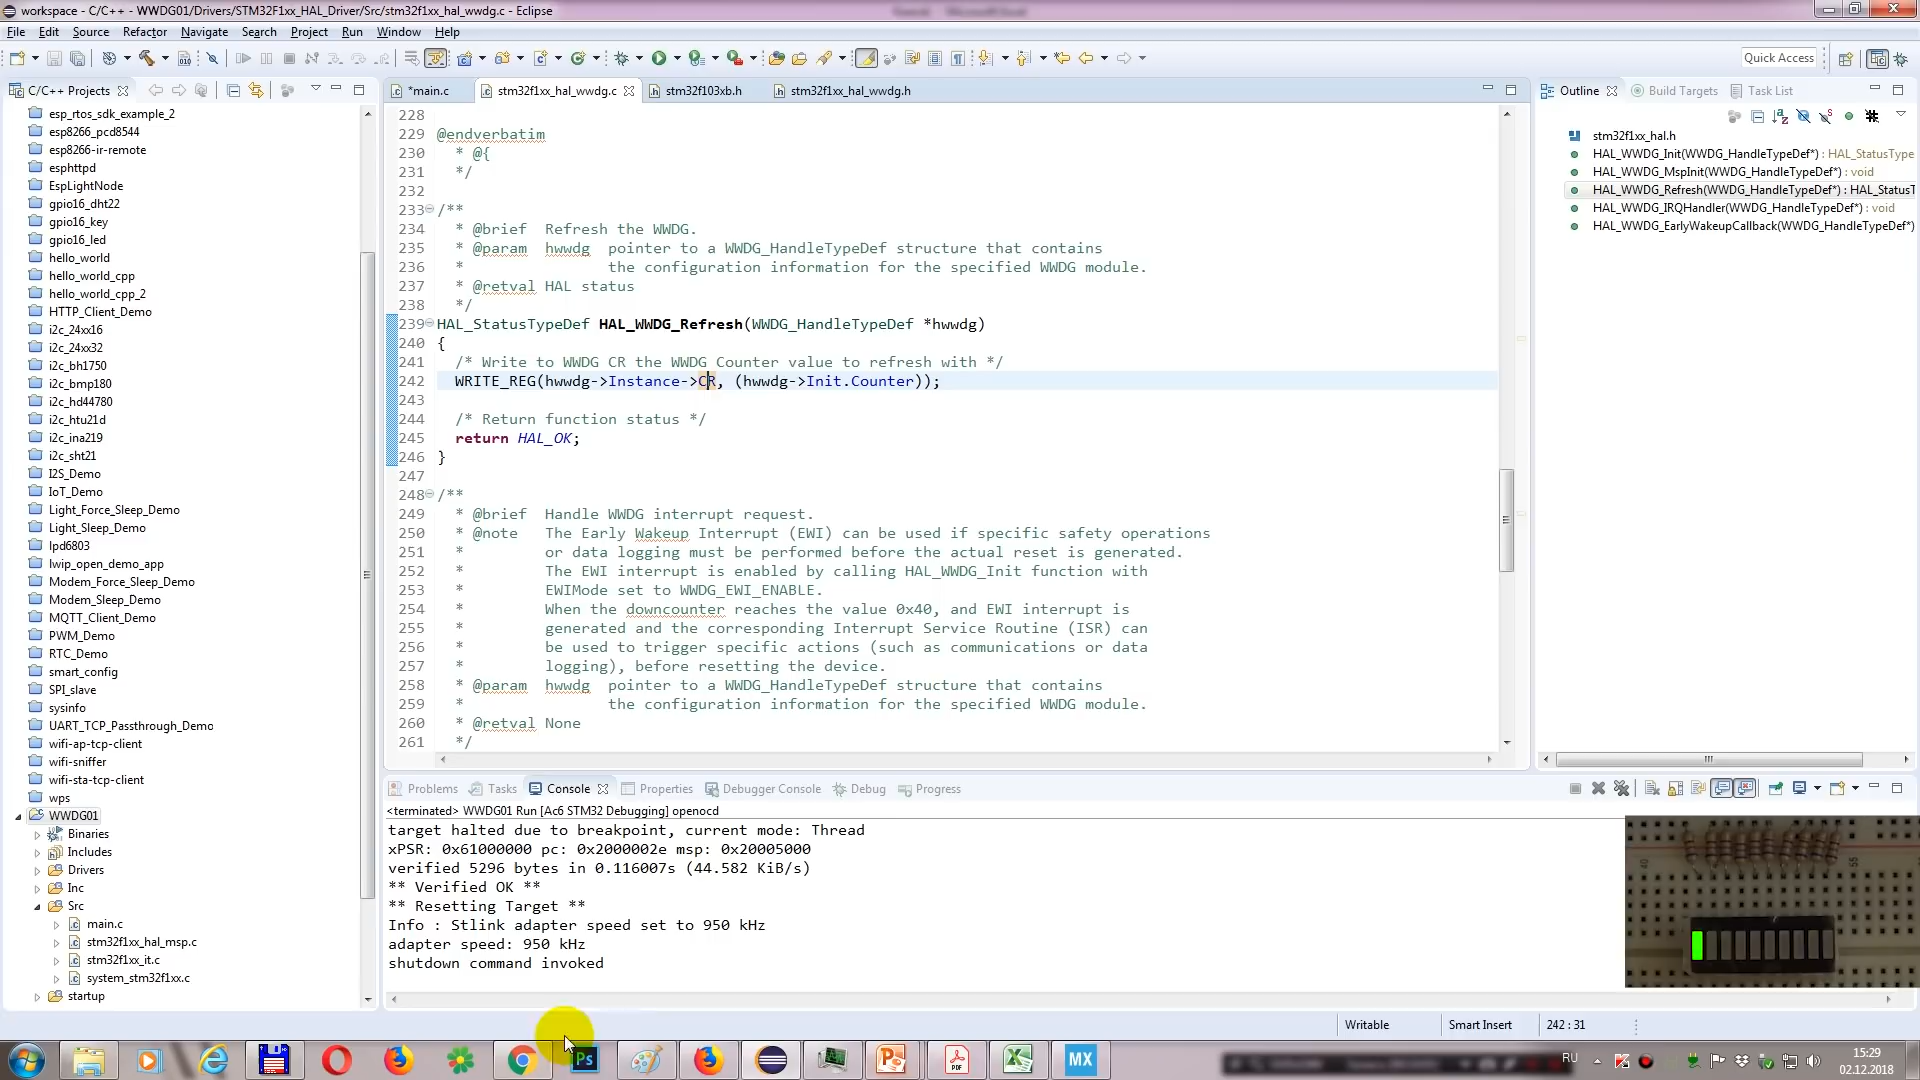 workspace - C/C++ - WWDG01/Drivers/STM32F1xx_HAL_Driver/Src/stm32f1xx_hal_wwdg.c - Eclipse
File Edit Source Refactor Navigate Search Project Run Window Help
Quick Access
C/C++ Projects
esp_rtos_sdk_example_2
esp8266_pcd8544
esp8266-ir-remote
esphttpd
EspLightNode
gpio16_dht22
gpio16_key
gpio16_led
hello_world
hello_world_cpp
hello_world_cpp_2
HTTP_Client_Demo
i2c_24xx16
i2c_24xx32
i2c_bh1750
i2c_bmp180
i2c_hd44780
i2c_htu21d
i2c_ina219
i2c_sht21
I2S_Demo
IoT_Demo
Light_Force_Sleep_Demo
Light_Sleep_Demo
lpd6803
lwip_open_demo_app
Modem_Force_Sleep_Demo
Modem_Sleep_Demo
MQTT_Client_Demo
PWM_Demo
RTC_Demo
smart_config
SPI_slave
sysinfo
UART_TCP_Passthrough_Demo
wifi-ap-tcp-client
wifi-sniffer
wifi-sta-tcp-client
wps
WWDG01
Binaries
Includes
Drivers
Inc
Src
main.c
stm32f1xx_hal_msp.c
stm32f1xx_it.c
system_stm32f1xx.c
startup
*main.c stm32f1xx_hal_wwdg.c stm32f103xb.h stm32f1xx_hal_wwdg.h
228
229 @endverbatim
230 * @{
231 */
232
233 /**
234 * @brief Refresh the WWDG.
235 * @param hwwdg pointer to a WWDG_HandleTypeDef structure that contains
236 * the configuration information for the specified WWDG module.
237 * @retval HAL status
238 */
239 HAL_StatusTypeDef HAL_WWDG_Refresh(WWDG_HandleTypeDef *hwwdg)
240 {
241 /* Write to WWDG CR the WWDG Counter value to refresh with */
242 WRITE_REG(hwwdg->Instance->CR, (hwwdg->Init.Counter));
243
244 /* Return function status */
245 return HAL_OK;
246 }
247
248 /**
249 * @brief Handle WWDG interrupt request.
250 * @note The Early Wakeup Interrupt (EWI) can be used if specific safety operations
251 * or data logging must be performed before the actual reset is generated.
252 * The EWI interrupt is enabled by calling HAL_WWDG_Init function with
253 * EWIMode set to WWDG_EWI_ENABLE.
254 * When the downcounter reaches the value 0x40, and EWI interrupt is
255 * generated and the corresponding Interrupt Service Routine (ISR) can
256 * be used to trigger specific actions (such as communications or data
257 * logging), before resetting the device.
258 * @param hwwdg pointer to a WWDG_HandleTypeDef structure that contains
259 * the configuration information for the specified WWDG module.
260 * @retval None
261 */
Outline Build Targets Task List
stm32f1xx_hal.h
HAL_WWDG_Init(WWDG_HandleTypeDef*) : HAL_StatusType
HAL_WWDG_MspInit(WWDG_HandleTypeDef*) : void
HAL_WWDG_Refresh(WWDG_HandleTypeDef*) : HAL_StatusT
HAL_WWDG_IRQHandler(WWDG_HandleTypeDef*) : void
HAL_WWDG_EarlyWakeupCallback(WWDG_HandleTypeDef*)
Problems Tasks Console Properties Debugger Console Debug Progress
<terminated> WWDG01 Run [Ac6 STM32 Debugging] openocd
target halted due to breakpoint, current mode: Thread
xPSR: 0x61000000 pc: 0x2000002e msp: 0x20005000
verified 5296 bytes in 0.116007s (44.582 KiB/s)
** Verified OK **
** Resetting Target **
Info : Stlink adapter speed set to 950 kHz
adapter speed: 950 kHz
shutdown command invoked
40
55
Writable Smart Insert 242 : 31
Ps
PDF
MX
RU
15:29
02.12.2018